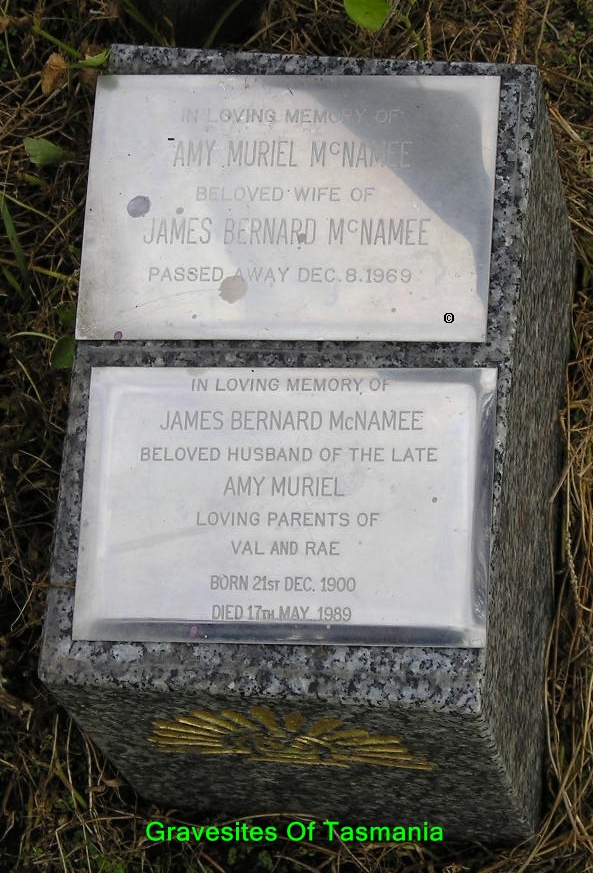 IN LOVING MEMORY OF
AMY MURIEL McNAMEE
BELOVED WIFE OF
JAMES BERNARD McNAMEE
PASSED AWAY DEC. 8. 1969
©
IN LOVING MEMORY OF
JAMES BERNARD McNAMEE
BELOVED HUSBAND OF THE LATE
AMY MURIEL
LOVING PARENTS OF
VAL AND RAE
BORN 21ST DEC. 1900
DIED 17TH MAY. 1989
Gravesites Of Tasmania